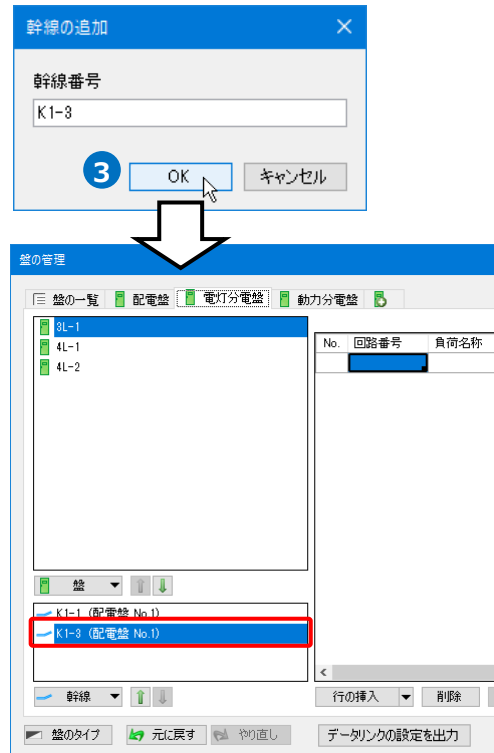 幹線の追加
幹線番号
K1-3
3
OK
キャンセル
盤の管理
盤の一覧 配電盤 電灯分電盤 動力分電盤
3L-1
4L-1
4L-2
No. 回路番号 負荷名称
盤
K1-1 (配電盤 No.1)
K1-3 (配電盤 No.1)
幹線
行の挿入 削除
盤のタイプ 元に戻す やり直し データリンクの設定を出力